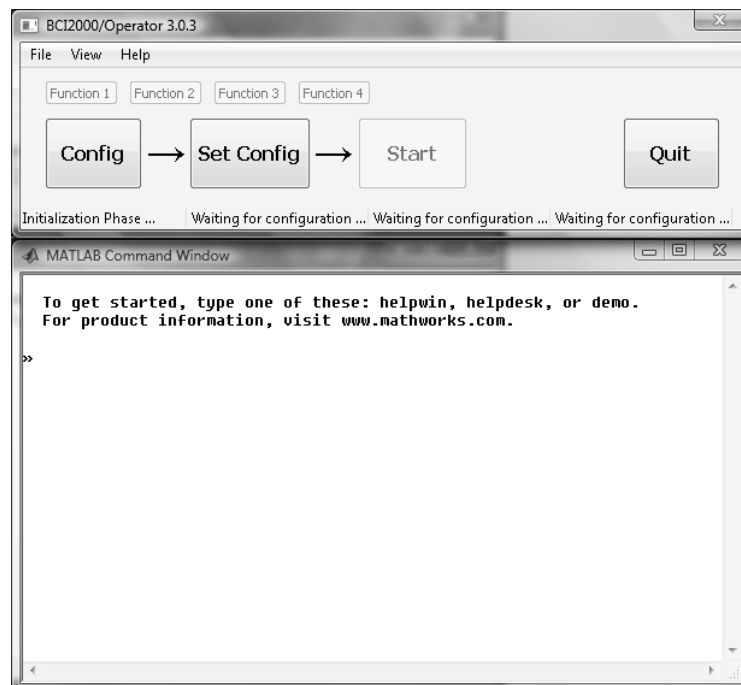 BCI2000/Operator 3.0.3
File View Help
Function 1 Function 2 Function 3 Function 4
Config → Set Config → Start Quit
Initialization Phase ... Waiting for configuration ... Waiting for configuration ... Waiting for configuration ...
MATLAB Command Window
To get started, type one of these: helpwin, helpdesk, or demo.
For product information, visit www.mathworks.com.
»